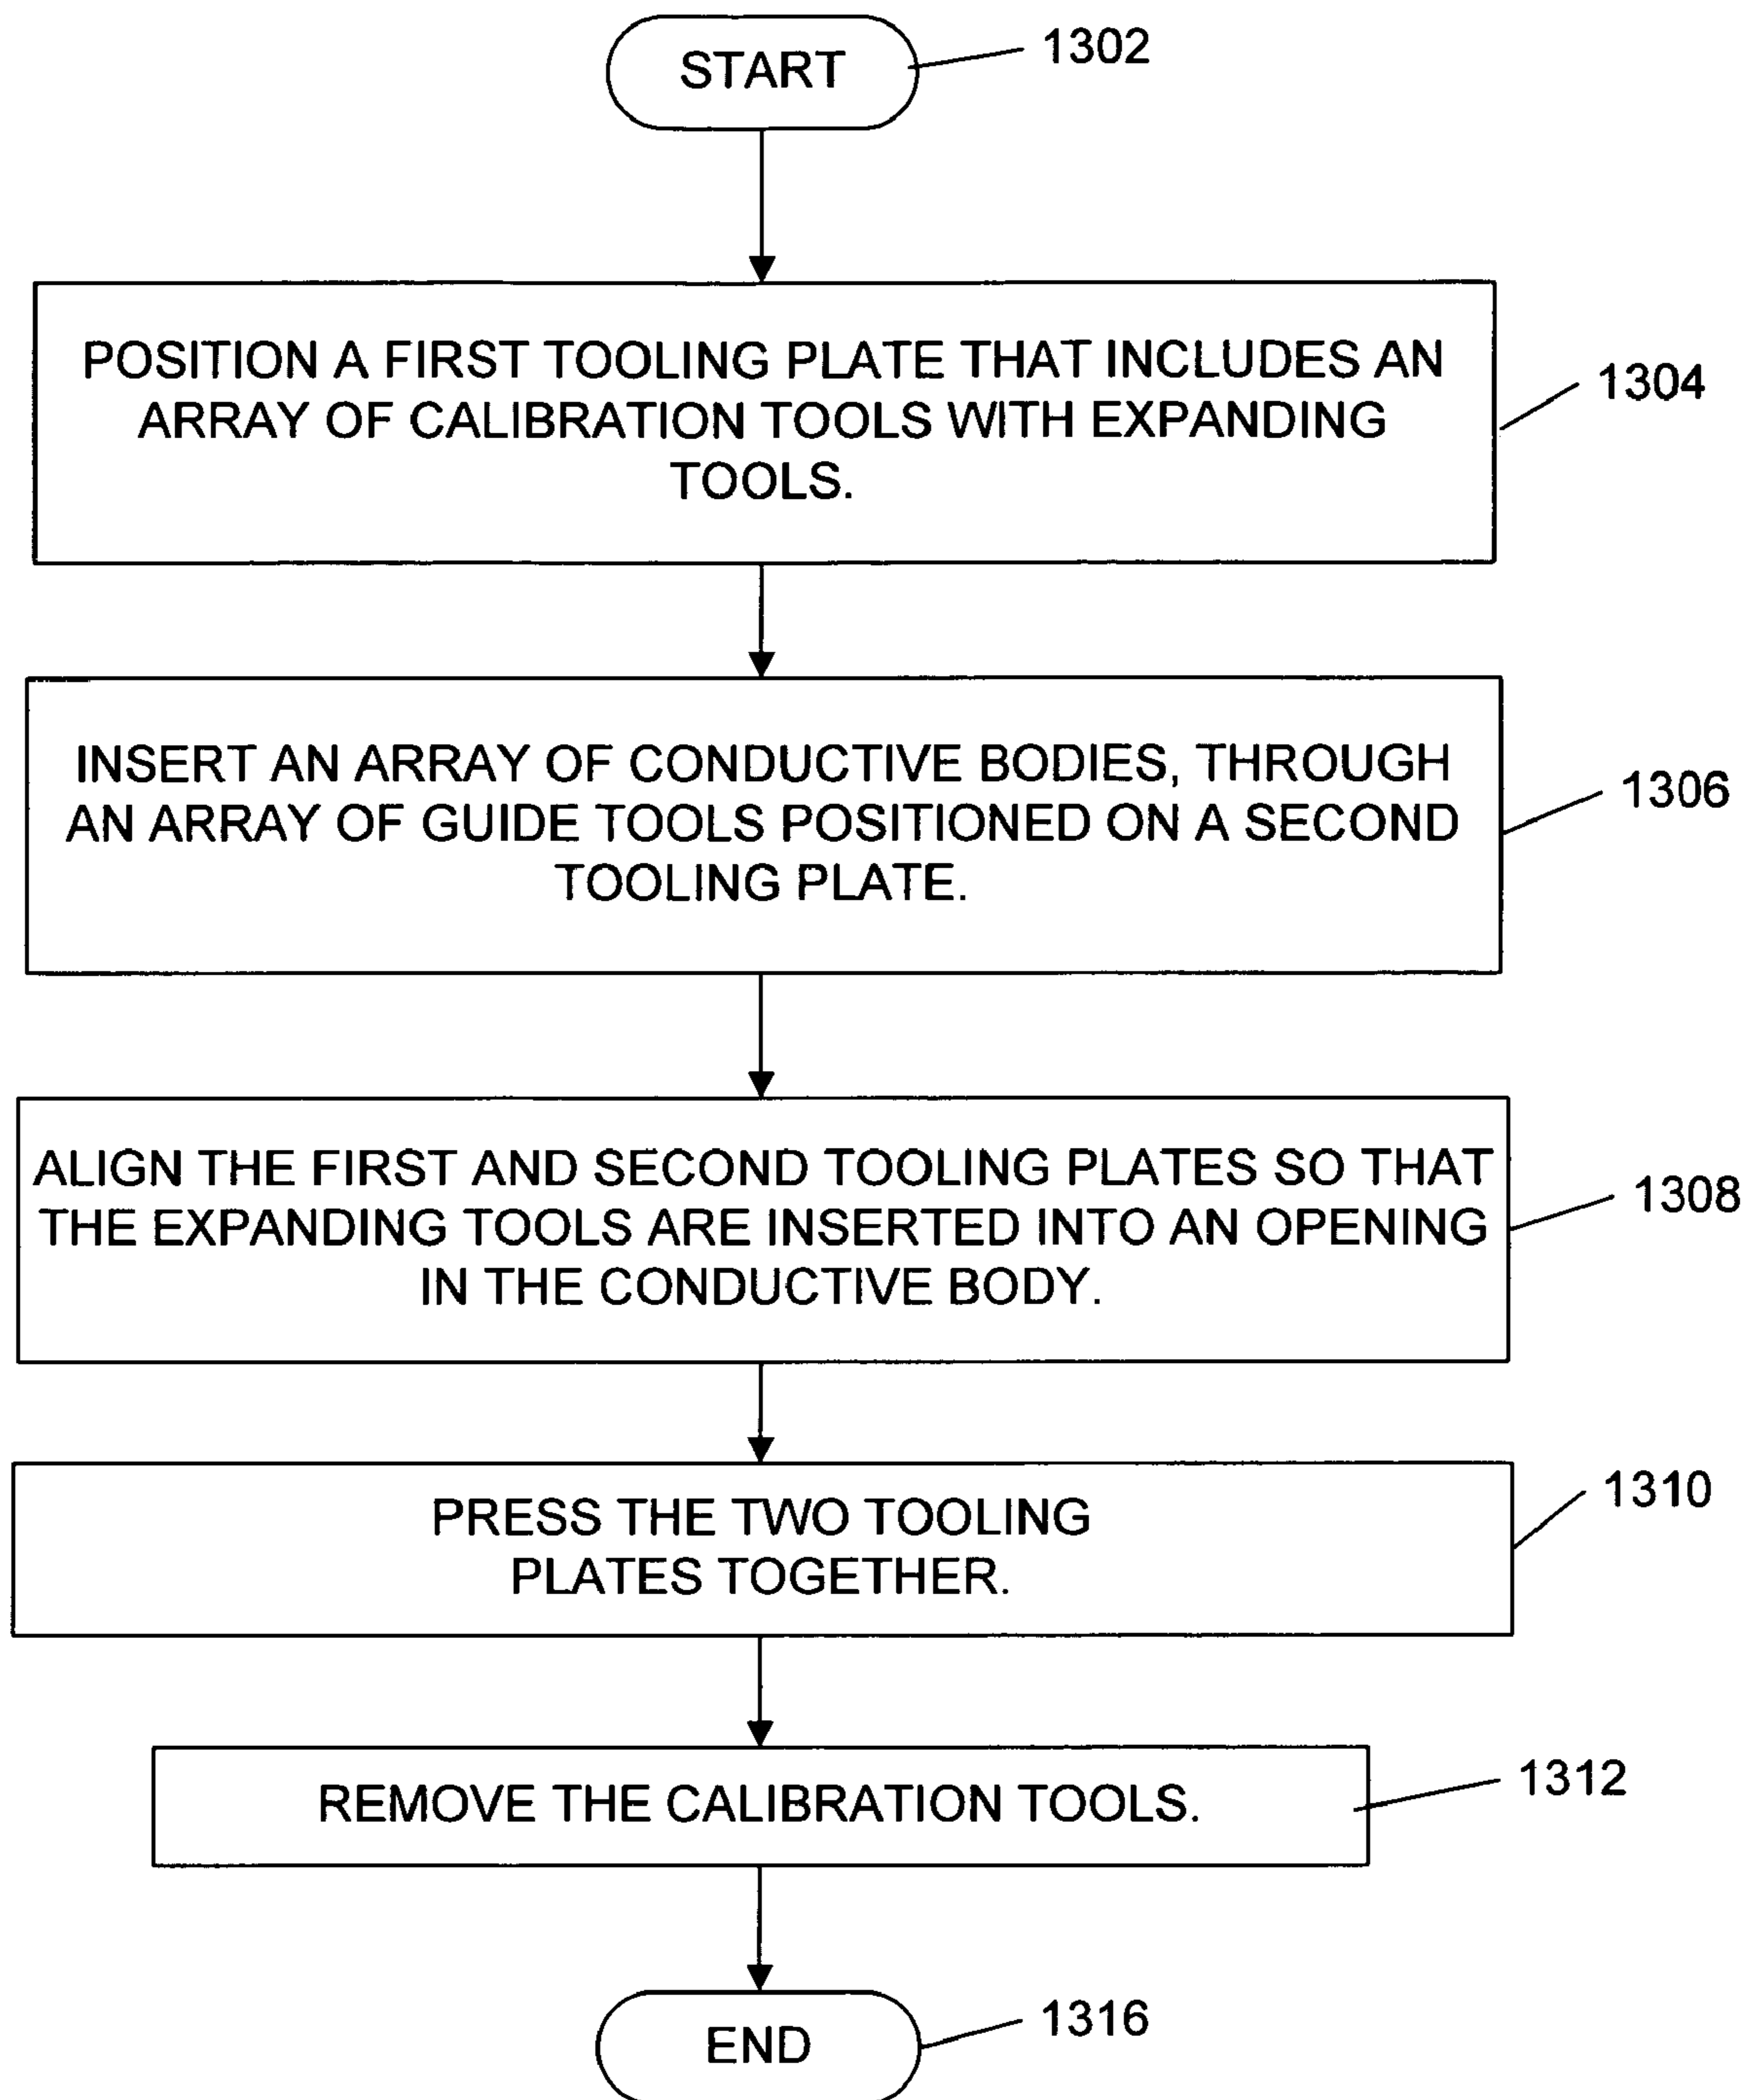 START
1302
POSITION A FIRST TOOLING PLATE THAT INCLUDES AN
ARRAY OF CALIBRATION TOOLS WITH EXPANDING
TOOLS.
1304
INSERT AN ARRAY OF CONDUCTIVE BODIES, THROUGH
AN ARRAY OF GUIDE TOOLS POSITIONED ON A SECOND
TOOLING PLATE.
1306
ALIGN THE FIRST AND SECOND TOOLING PLATES SO THAT
THE EXPANDING TOOLS ARE INSERTED INTO AN OPENING
IN THE CONDUCTIVE BODY.
1308
PRESS THE TWO TOOLING
PLATES TOGETHER.
1310
REMOVE THE CALIBRATION TOOLS.
1312
END
1316